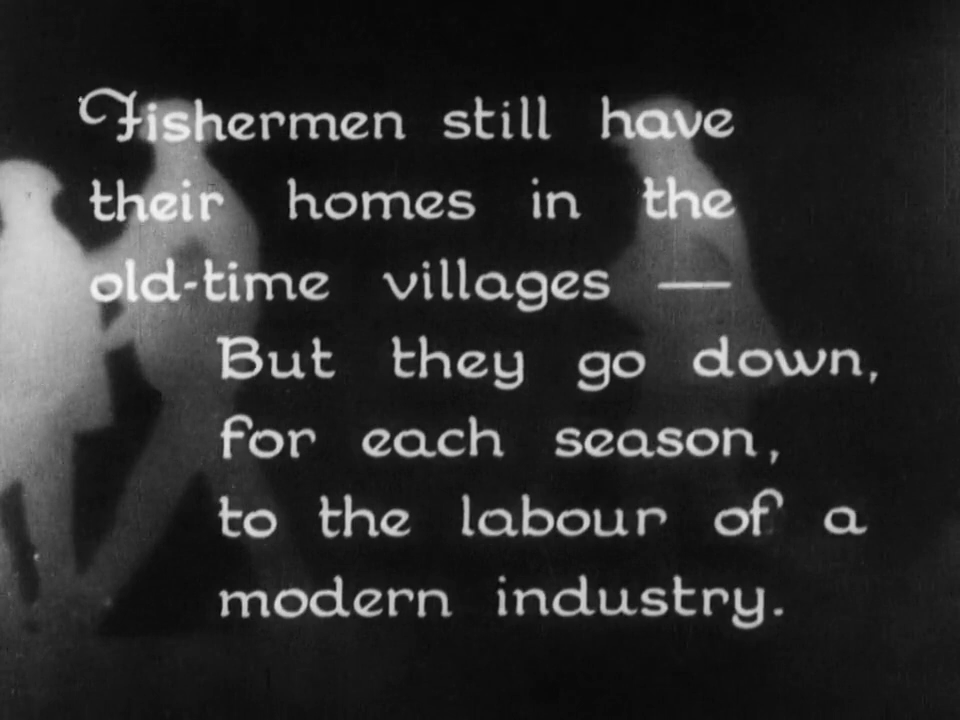 Fishermen still have
their homes in the
old-time villages —
But they go down,
for each season,
to the labour of a
modern industry.